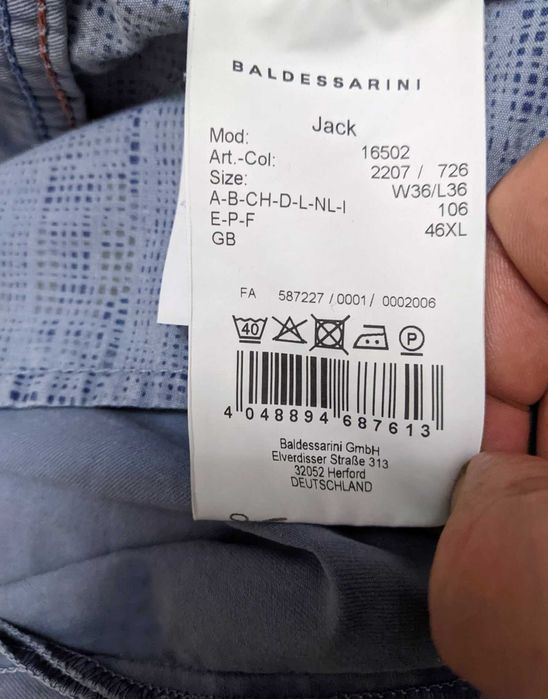 BALDESSARINI
Mod: Jack
Art.-Col: 16502
Size: 2207 / 726
A-B-CH-D-L-NL-I W36/L36
E-P-F 106
GB 46XL
FA 587227 / 0001 / 0002006
40 P
4 048894 687613
Baldessarini GmbH
Elverdisser Straße 313
32052 Herford
DEUTSCHLAND